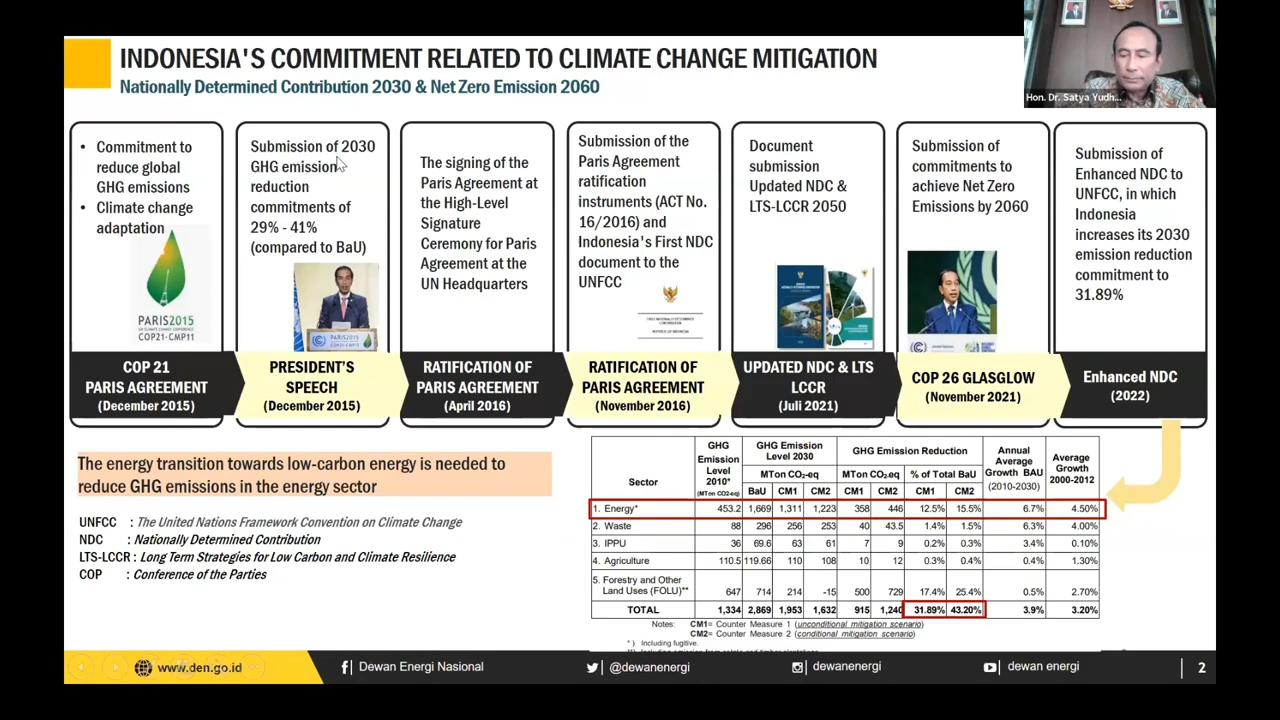 INDONESIA'S COMMITMENT RELATED TO CLIMATE CHANGE MITIGATION
Nationally Determined Contribution 2030 & Net Zero Emission 2060
Hon. Dr. Satya Yudh...
• Commitment to
reduce global
GHG emissions
• Climate change
adaptation
PARIS2015
COP21·CMP11
COP 21
PARIS AGREEMENT
(December 2015)
Submission of 2030
GHG emission
reduction
commitments of
29% - 41%
(compared to BaU)
PARIS2015
PRESIDENT'S
SPEECH
(December 2015)
The signing of the
Paris Agreement at
the High-Level
Signature
Ceremony for Paris
Agreement at the
UN Headquarters
RATIFICATION OF
PARIS AGREEMENT
(April 2016)
Submission of the
Paris Agreement
ratification
instruments (ACT No.
16/2016) and
Indonesia's First NDC
document to the
UNFCC
RATIFICATION OF
PARIS AGREEMENT
(November 2016)
Document
submission
Updated NDC &
LTS-LCCR 2050
UPDATED NDC & LTS
LCCR
(Juli 2021)
Submission of
commitments to
achieve Net Zero
Emissions by 2060
COP 26 GLASGLOW
(November 2021)
Submission of
Enhanced NDC to
UNFCC, in which
Indonesia
increases its 2030
emission reduction
commitment to
31.89%
Enhanced NDC
(2022)
The energy transition towards low-carbon energy is needed to
reduce GHG emissions in the energy sector
UNFCC : The United Nations Framework Convention on Climate Change
NDC : Nationally Determined Contribution
LTS-LCCR : Long Term Strategies for Low Carbon and Climate Resilience
COP : Conference of the Parties
Sector
GHG
Emission
Level
2010*
(MTon CO2-eq)
GHG Emission
Level 2030
MTon CO2-eq
BaU CM1 CM2
GHG Emission Reduction
MTon CO2-eq % of Total BaU
CM1 CM2 CM1 CM2
Annual
Average
Growth BAU
(2010-2030)
Average
Growth
2000-2012
1. Energy* 453.2 1,669 1,311 1,223 358 446 12.5% 15.5% 6.7% 4.50%
2. Waste 88 296 256 253 40 43.5 1.4% 1.5% 6.3% 4.00%
3. IPPU 36 69.6 63 61 7 9 0.2% 0.3% 3.4% 0.10%
4. Agriculture 110.5 119.66 110 108 10 12 0.3% 0.4% 0.4% 1.30%
5. Forestry and Other
Land Uses (FOLU)** 647 714 214 -15 500 729 17.4% 25.4% 0.5% 2.70%
TOTAL 1,334 2,869 1,953 1,632 915 1,240 31.89% 43.20% 3.9% 3.20%
Notes: CM1= Counter Measure 1 (unconditional mitigation scenario)
CM2= Counter Measure 2 (conditional mitigation scenario)
*) Including fugitive.
www.den.go.id
Dewan Energi Nasional
@dewanenergi
dewanenergi
dewan energi
2